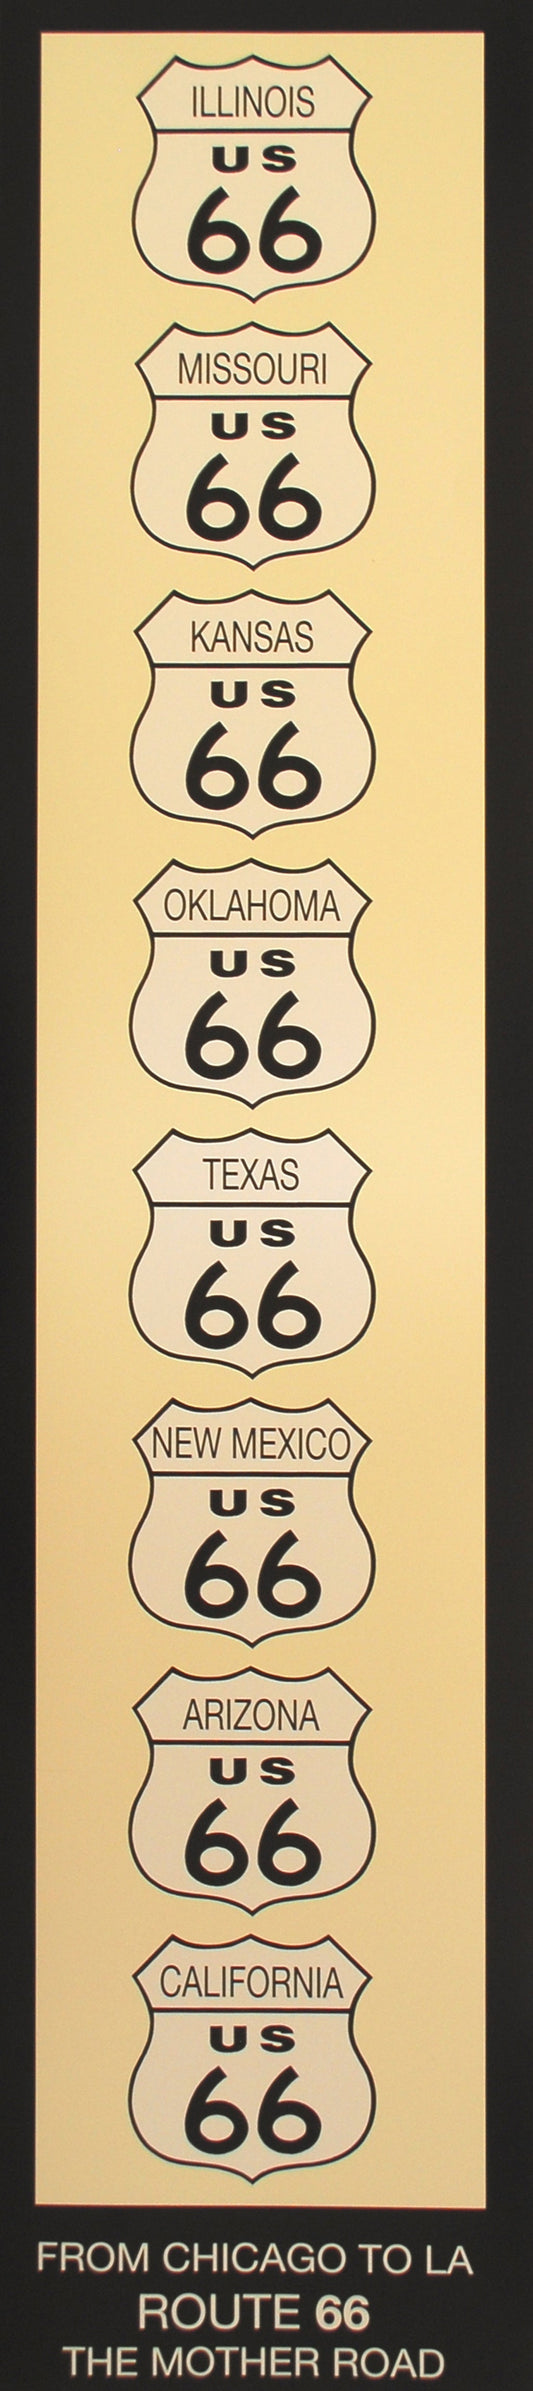 ILLINOIS
US
66
MISSOURI
US
66
KANSAS
US
66
OKLAHOMA
US
66
TEXAS
US
66
NEW MEXICO
US
66
ARIZONA
US
66
CALIFORNIA
US
66
FROM CHICAGO TO LA
ROUTE 66
THE MOTHER ROAD